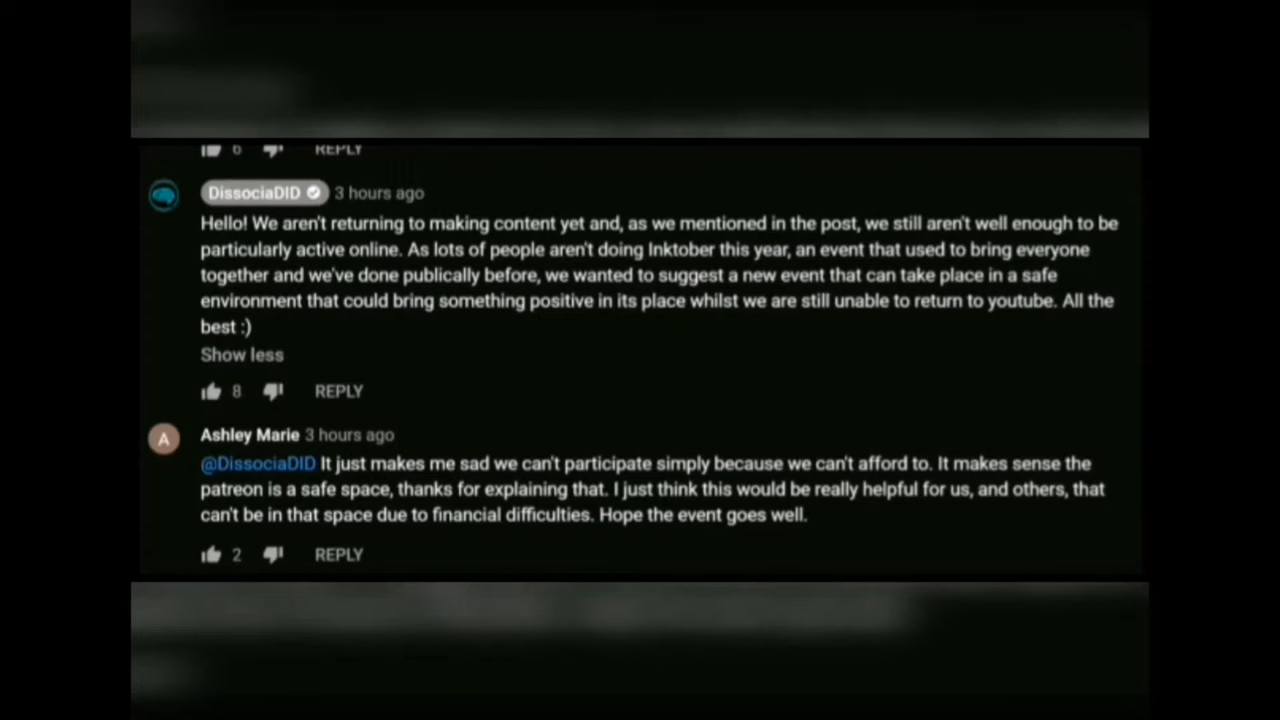 6 REPLY
DissociaDID 3 hours ago
Hello! We aren't returning to making content yet and, as we mentioned in the post, we still aren't well enough to be
particularly active online. As lots of people aren't doing Inktober this year, an event that used to bring everyone
together and we've done publically before, we wanted to suggest a new event that can take place in a safe
environment that could bring something positive in its place whilst we are still unable to return to youtube. All the
best :)
Show less
8 REPLY
A
Ashley Marie 3 hours ago
@DissociaDID It just makes me sad we can't participate simply because we can't afford to. It makes sense the
patreon is a safe space, thanks for explaining that. I just think this would be really helpful for us, and others, that
can't be in that space due to financial difficulties. Hope the event goes well.
2 REPLY